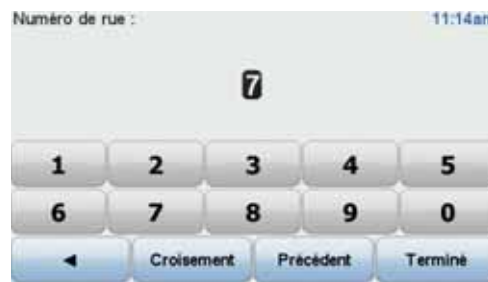 Numéro de rue : 11:14am
7
1 2 3 4 5
6 7 8 9 0
◄ Croisement Précédent Terminé